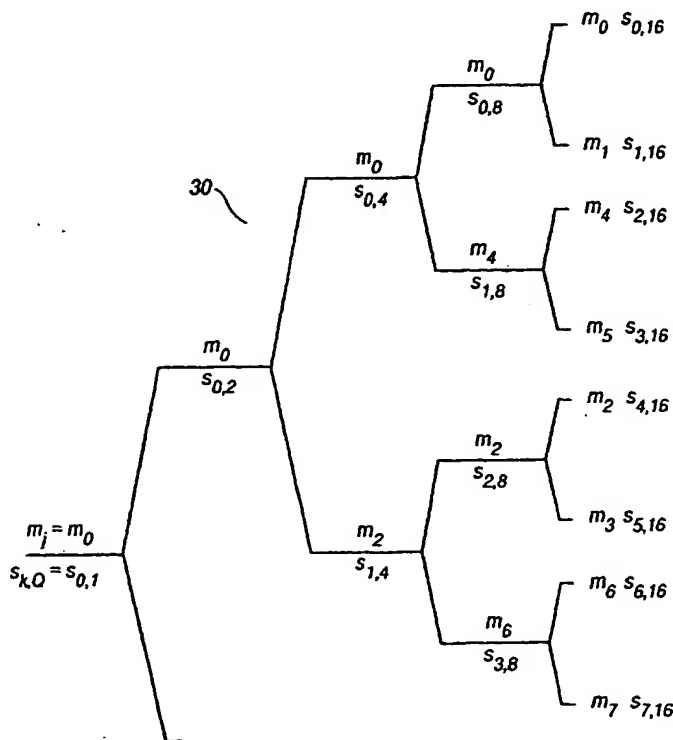 m0 s0,16
m0
s0,8
m1 s1,16
m0
s0,4
30
m4 s2,16
m4
s1,8
m5 s3,16
m0
s0,2
m2 s4,16
m2
s2,8
m3 s5,16
mj = m0
sk,Q = s0,1
m2
s1,4
m6 s6,16
m6
s3,8
m7 s7,16